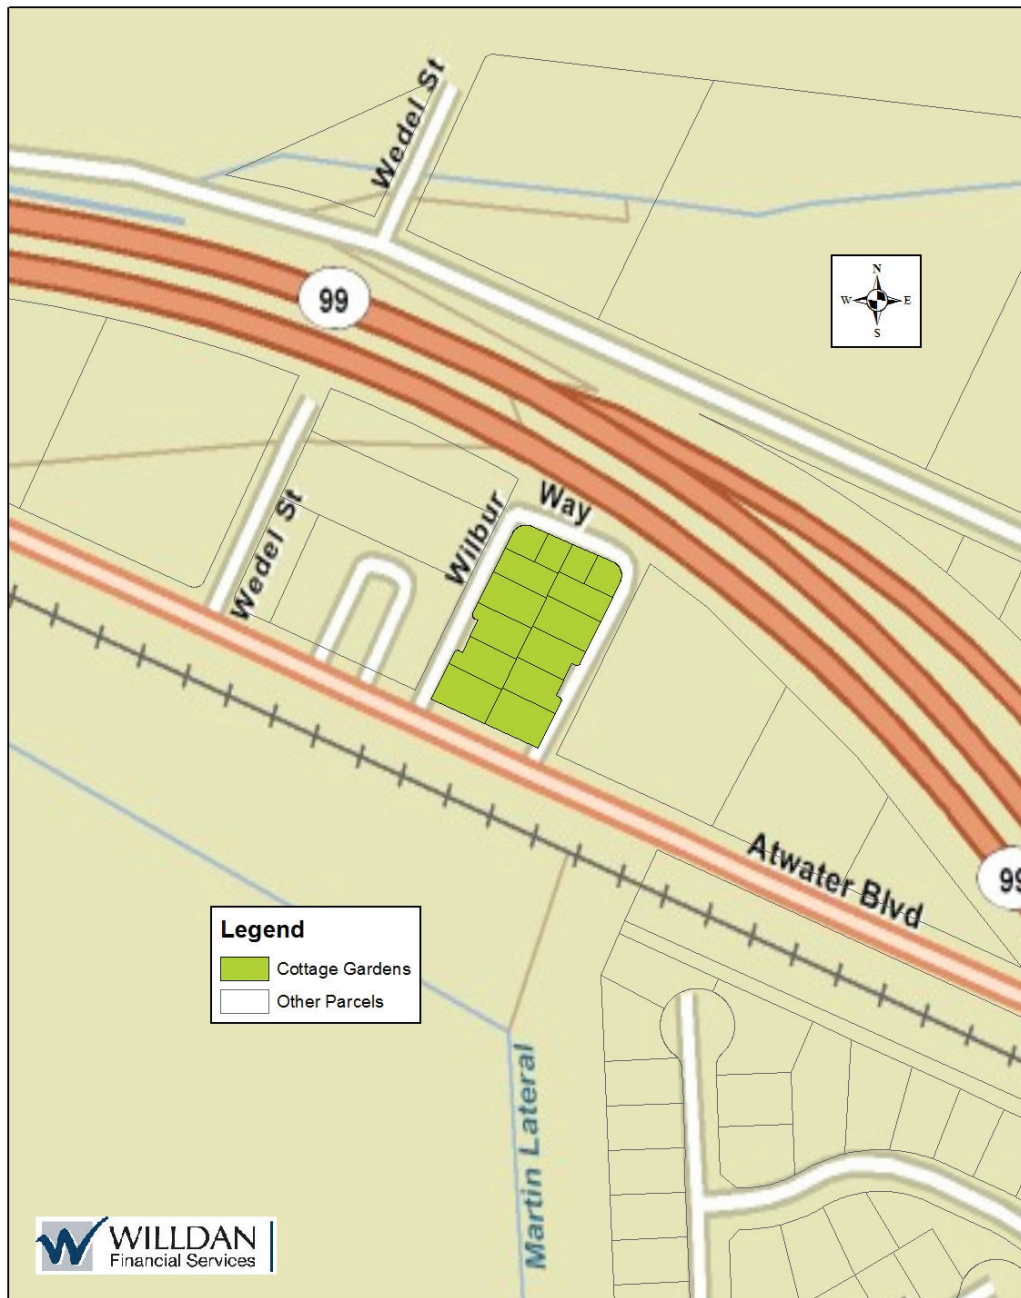 Wedel St
99
N
W E
S
Way
Wilbur
Wedel St
Atwater Blvd
99
Legend
Cottage Gardens
Other Parcels
Martin Lateral
WILLDAN
Financial Services